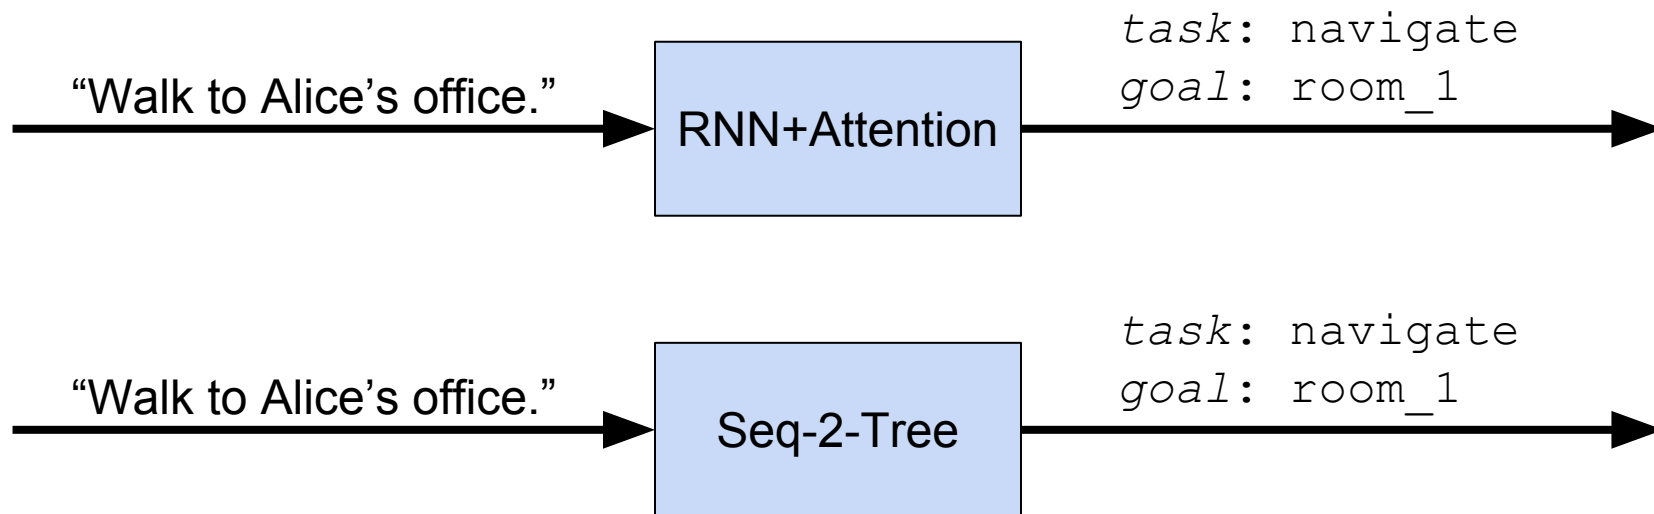 task: navigate
goal: room_1
“Walk to Alice’s office.”
RNN+Attention
task: navigate
goal: room_1
“Walk to Alice’s office.”
Seq-2-Tree